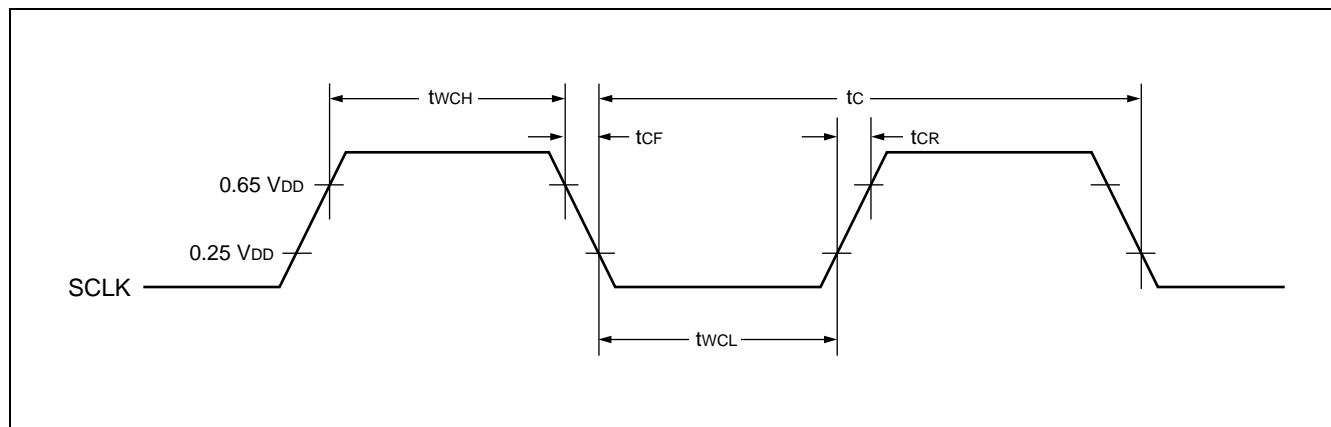 tWCH
tC
tCF
tCR
0.65 VDD
0.25 VDD
SCLK
tWCL